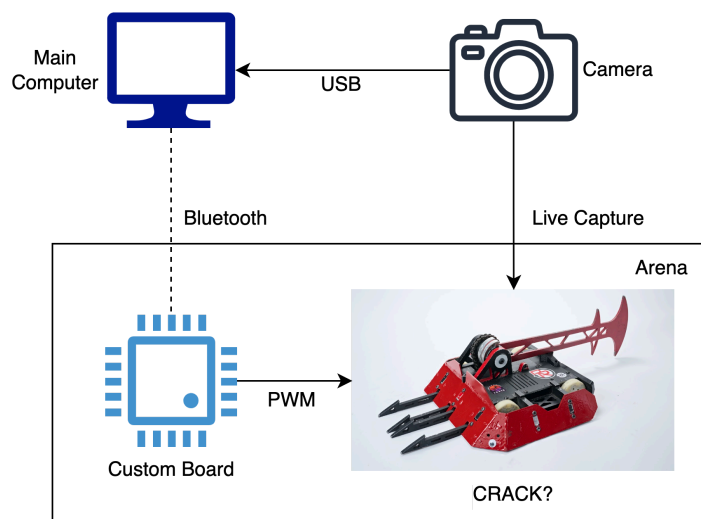 Main
Computer
USB
Camera
Bluetooth
Live Capture
Arena
PWM
Custom Board
CRACK?